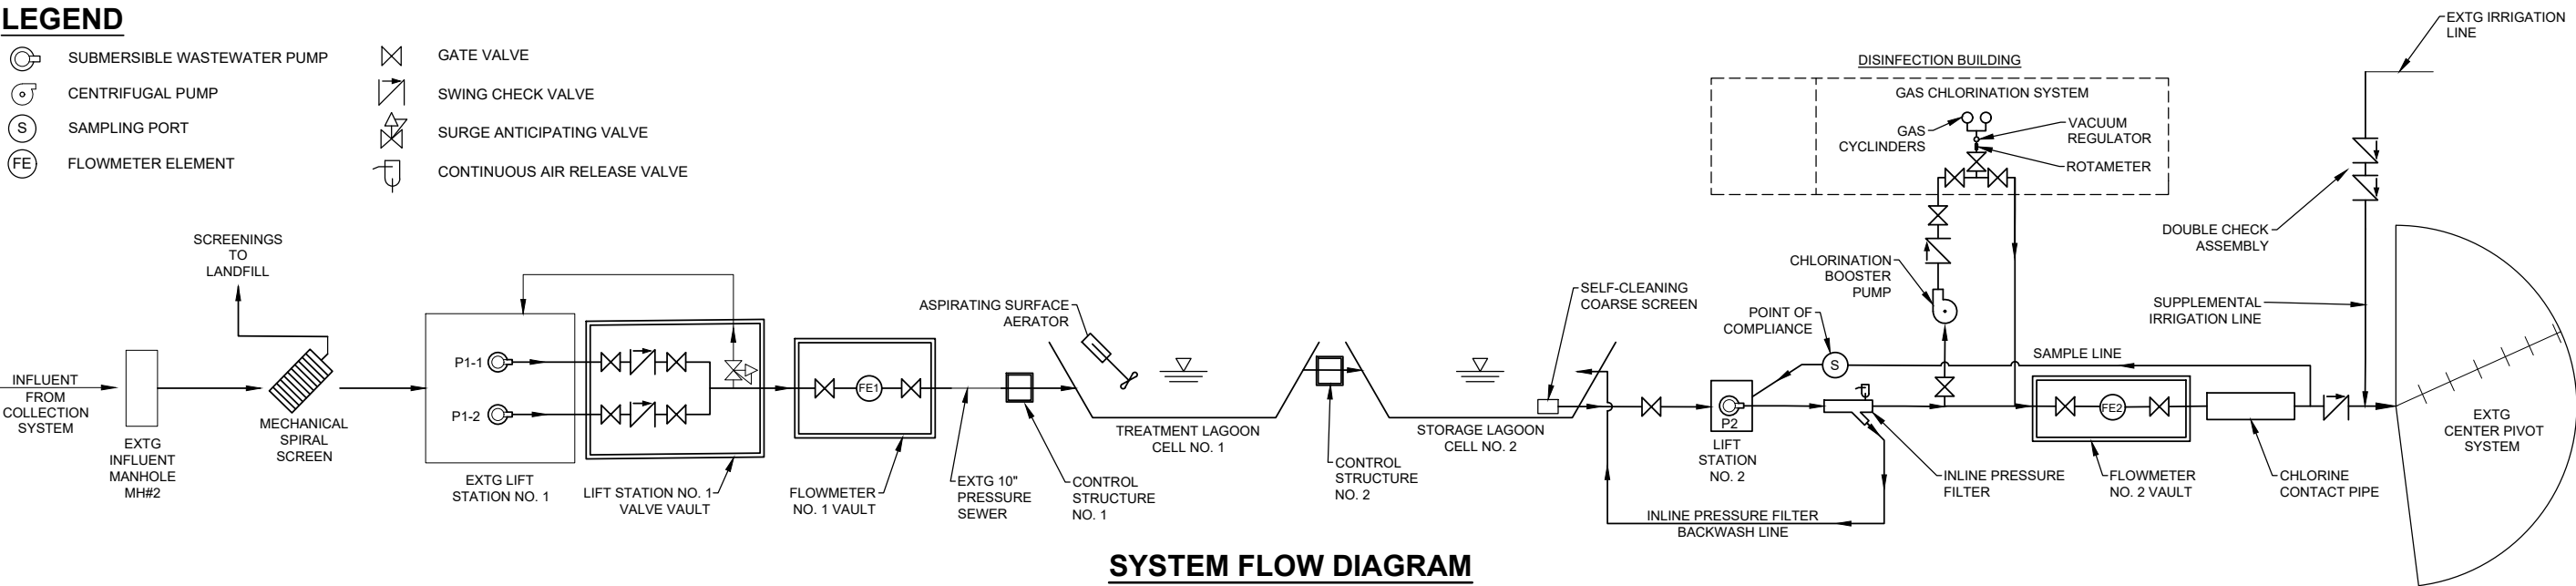 LEGEND
SUBMERSIBLE WASTEWATER PUMP
CENTRIFUGAL PUMP
S
SAMPLING PORT
FE
FLOWMETER ELEMENT
GATE VALVE
SWING CHECK VALVE
SURGE ANTICIPATING VALVE
CONTINUOUS AIR RELEASE VALVE
INFLUENT
FROM
COLLECTION
SYSTEM
EXTG
INFLUENT
MANHOLE
MH#2
SCREENINGS
TO
LANDFILL
MECHANICAL
SPIRAL
SCREEN
P1-1
P1-2
EXTG LIFT
STATION NO. 1
LIFT STATION NO. 1
VALVE VAULT
FE1
FLOWMETER
NO. 1 VAULT
EXTG 10"
PRESSURE
SEWER
CONTROL
STRUCTURE
NO. 1
ASPIRATING SURFACE
AERATOR
TREATMENT LAGOON
CELL NO. 1
CONTROL
STRUCTURE
NO. 2
STORAGE LAGOON
CELL NO. 2
SELF-CLEANING
COARSE SCREEN
P2
LIFT
STATION
NO. 2
INLINE PRESSURE FILTER
BACKWASH LINE
POINT OF
COMPLIANCE
S
INLINE PRESSURE
FILTER
DISINFECTION BUILDING
GAS CHLORINATION SYSTEM
GAS
CYLINDERS
VACUUM
REGULATOR
ROTAMETER
CHLORINATION
BOOSTER
PUMP
SAMPLE LINE
FE2
FLOWMETER
NO. 2 VAULT
CHLORINE
CONTACT PIPE
EXTG IRRIGATION
LINE
DOUBLE CHECK
ASSEMBLY
SUPPLEMENTAL
IRRIGATION LINE
EXTG
CENTER PIVOT
SYSTEM
SYSTEM FLOW DIAGRAM